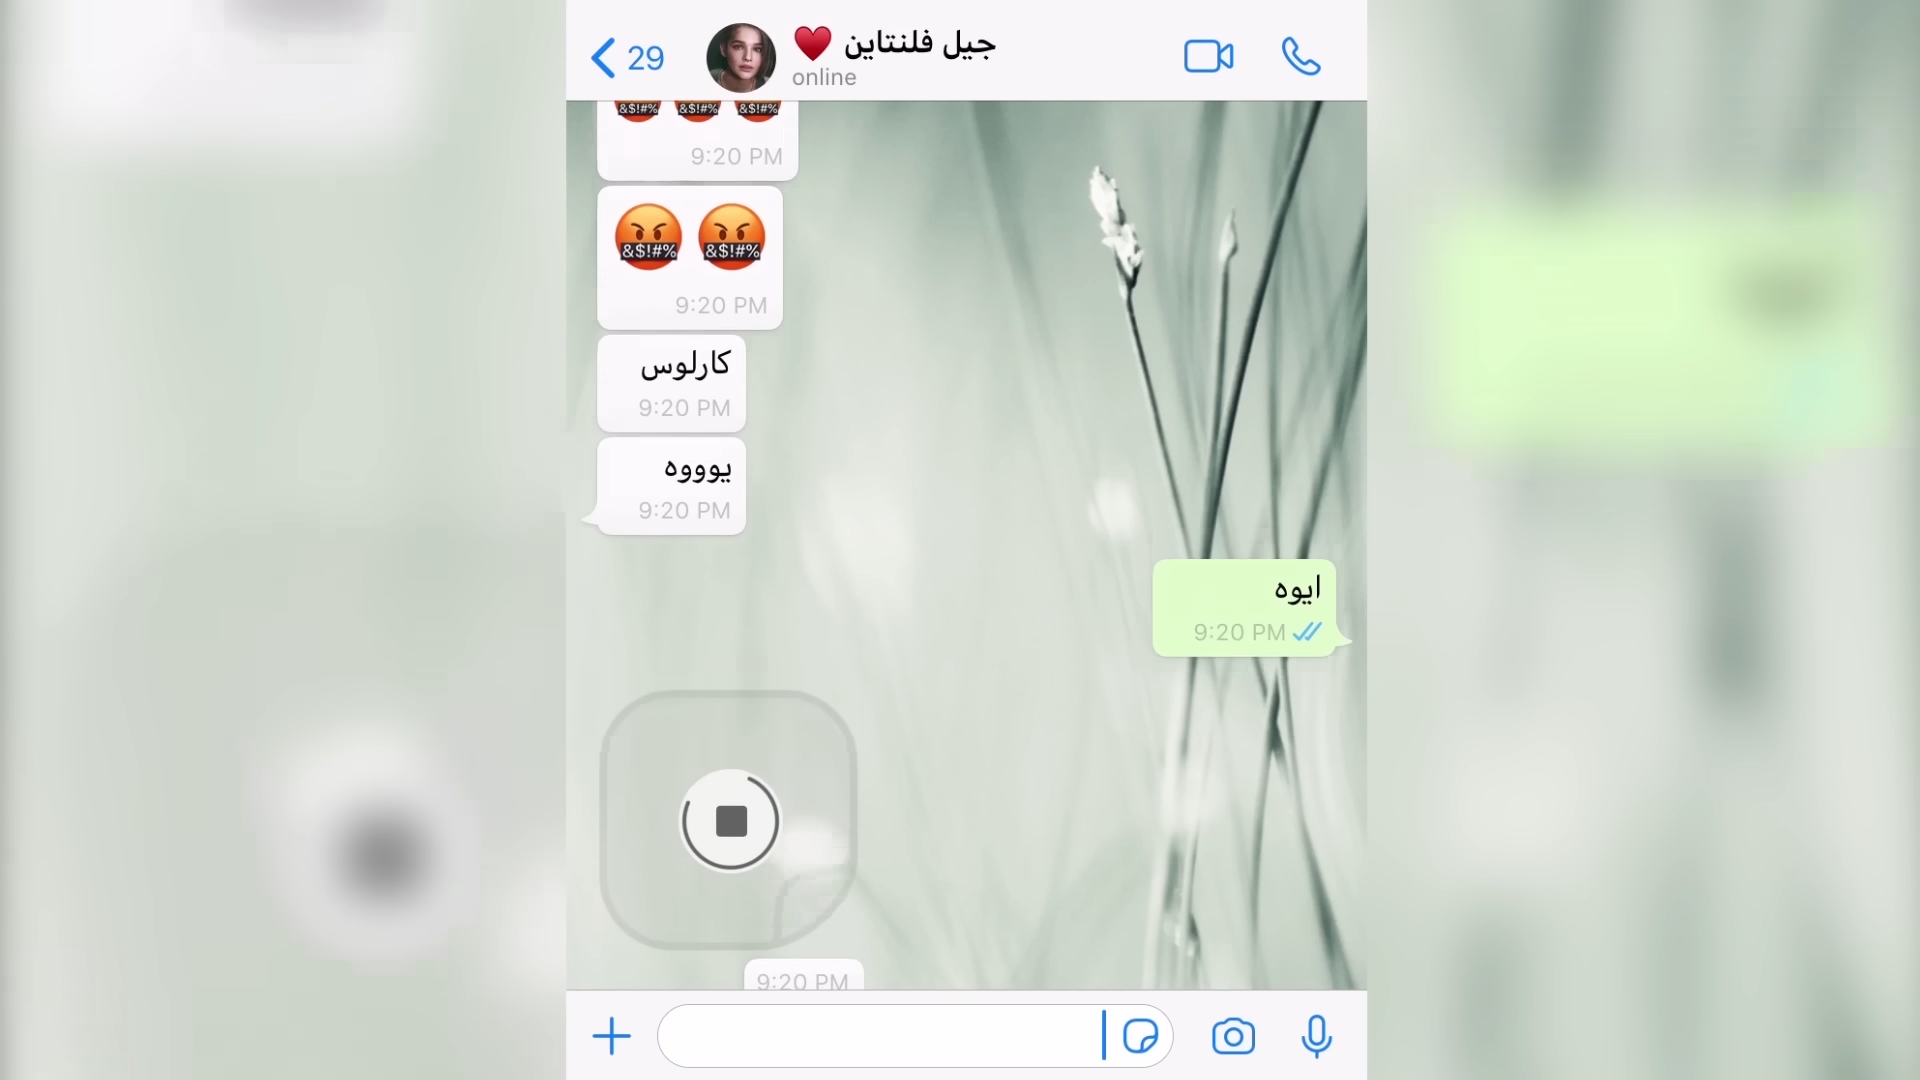 29
جيل فلنتاين ♥️
online
&$!#% &$!#% &$!#%
9:20 PM
&$!#% &$!#%
9:20 PM
كارلوس
9:20 PM
يوووه
9:20 PM
ايوه
9:20 PM
9:20 PM